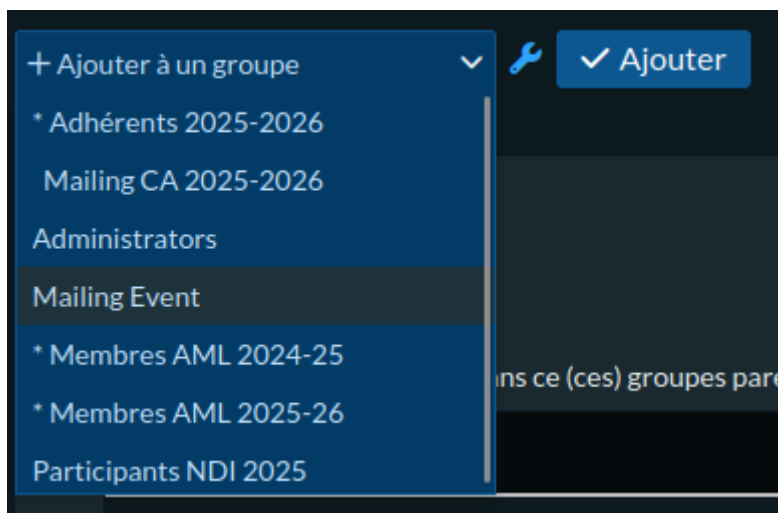 + Ajouter à un groupe
Ajouter
* Adhérents 2025-2026
Mailing CA 2025-2026
Administrators
Mailing Event
* Membres AML 2024-25
ns ce (ces) groupes par
* Membres AML 2025-26
Participants NDI 2025